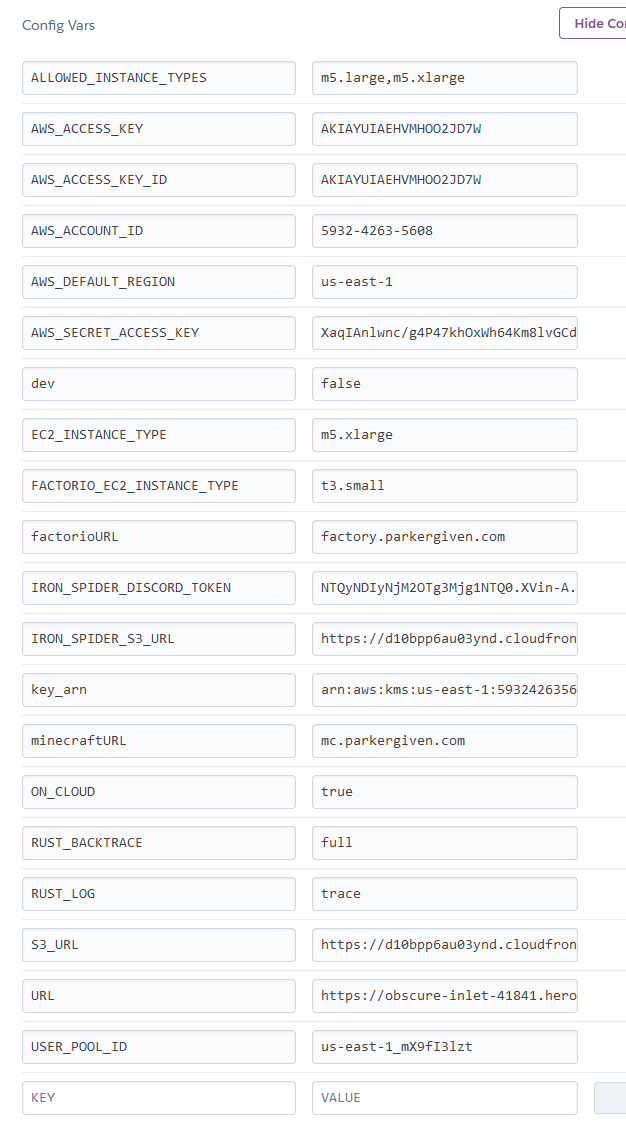 Config Vars
Hide Co
ALLOWED_INSTANCE_TYPES m5.large,m5.xlarge
AWS_ACCESS_KEY AKIAYUIAEHVMHOO2JD7W
AWS_ACCESS_KEY_ID AKIAYUIAEHVMHOO2JD7W
AWS_ACCOUNT_ID 5932-4263-5608
AWS_DEFAULT_REGION us-east-1
AWS_SECRET_ACCESS_KEY XaqIAnlwnc/g4P47khOxWh64Km8lvGCd
dev false
EC2_INSTANCE_TYPE m5.xlarge
FACTORIO_EC2_INSTANCE_TYPE t3.small
factorioURL factory.parkergiven.com
IRON_SPIDER_DISCORD_TOKEN NTQyNDIyNjM2OTg3Mjg1NTQ0.XVin-A.
IRON_SPIDER_S3_URL https://d10bpp6au03ynd.cloudfron
key_arn arn:aws:kms:us-east-1:5932426356
minecraftURL mc.parkergiven.com
ON_CLOUD true
RUST_BACKTRACE full
RUST_LOG trace
S3_URL https://d10bpp6au03ynd.cloudfron
URL https://obscure-inlet-41841.hero
USER_POOL_ID us-east-1_mX9fI3lzt
KEY VALUE